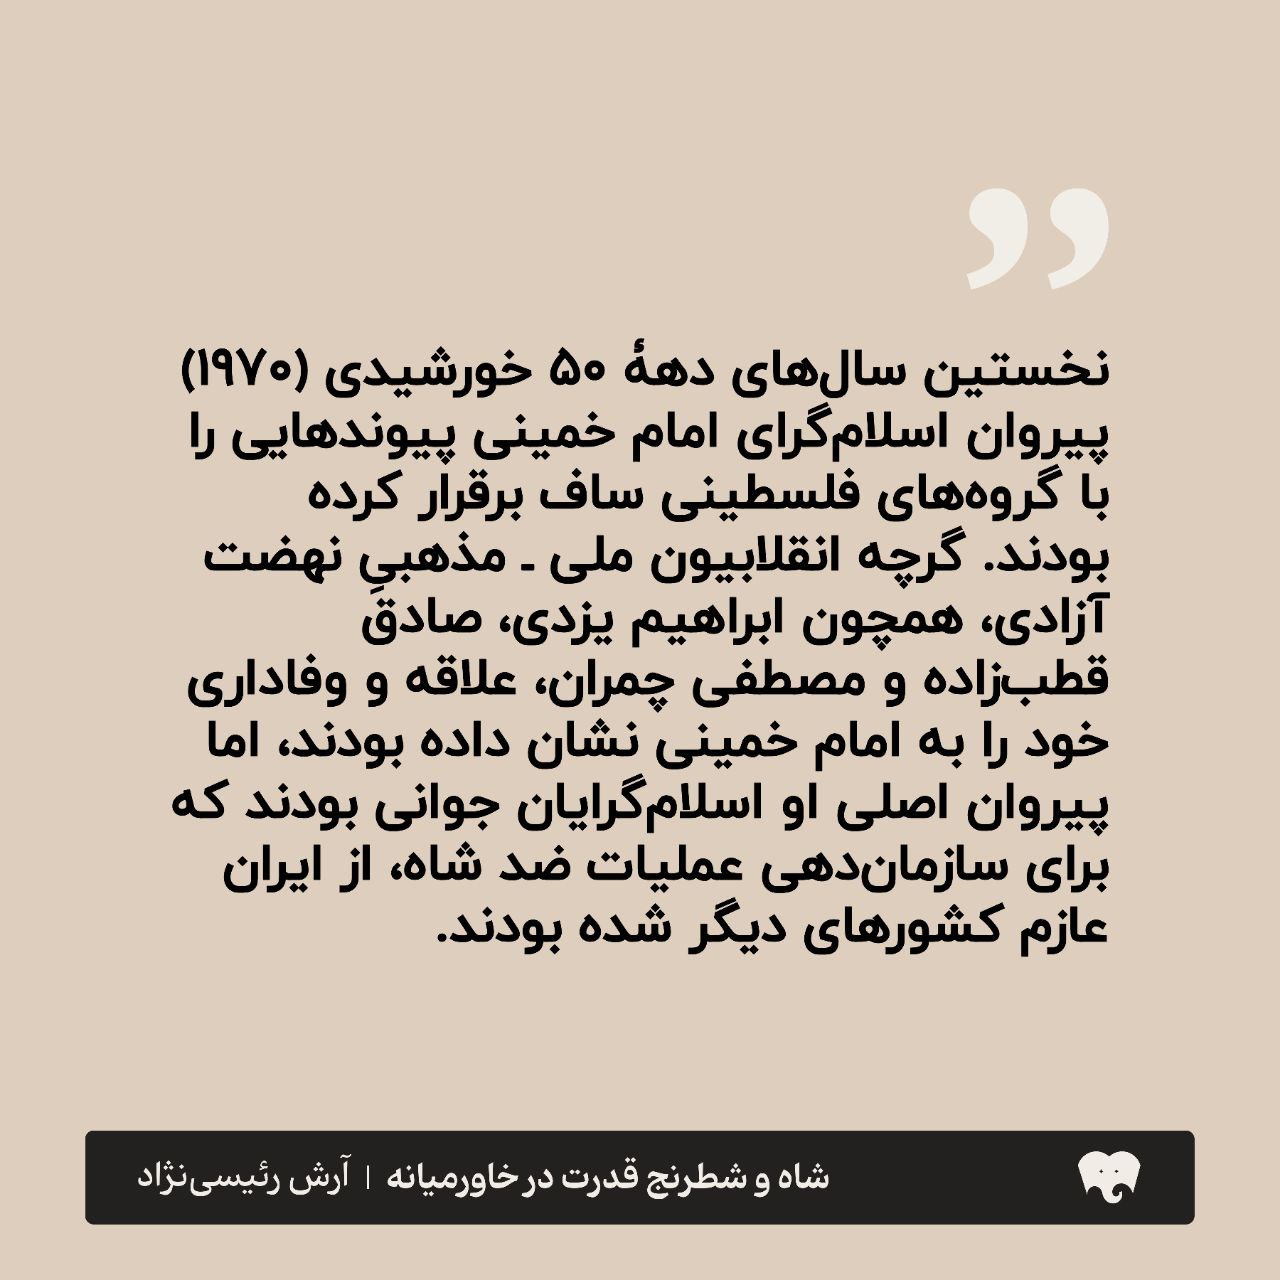 ”
نخستین سال‌های دههٔ ۵۰ خورشیدی (۱۹۷۰)
پیروان اسلام‌گرای امام خمینی پیوندهایی را
با گروه‌های فلسطینی ساف برقرار کرده
بودند. گرچه انقلابیون ملی ـ مذهبیِ نهضت
آزادی، همچون ابراهیم یزدی، صادق
قطب‌زاده و مصطفی چمران، علاقه و وفاداری
خود را به امام خمینی نشان داده بودند، اما
پیروان اصلی او اسلام‌گرایان جوانی بودند که
برای سازمان‌دهی عملیات ضد شاه، از ایران
عازم کشورهای دیگر شده بودند.
شاه و شطرنج قدرت در خاورمیانه | آرش رئیسی‌نژاد